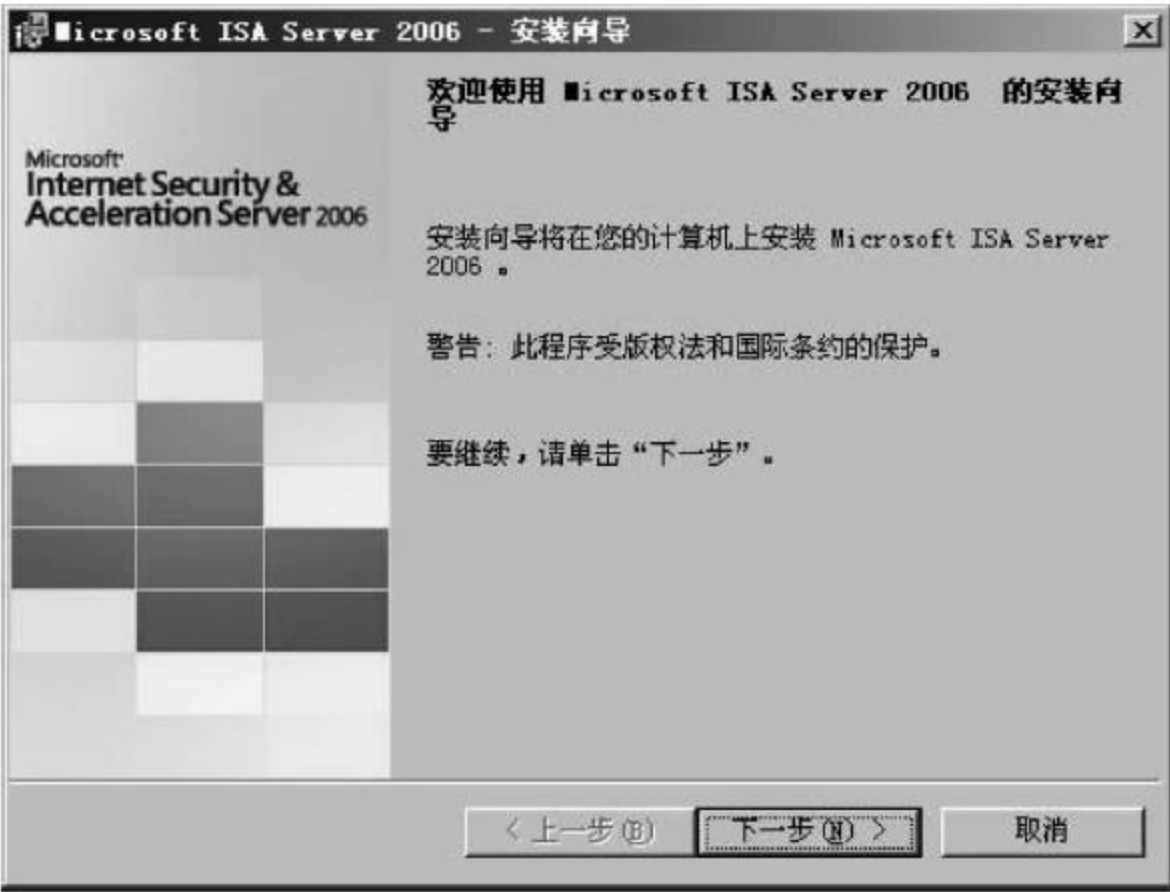 Microsoft ISA Server 2006 - 安装向导
欢迎使用 Microsoft ISA Server 2006 的安装向
导
Microsoft
Internet Security &
Acceleration Server 2006
安装向导将在您的计算机上安装 Microsoft ISA Server
2006 。
警告: 此程序受版权法和国际条约的保护。
要继续，请单击“下一步”。
< 上一步(B)
下一步(N) >
取消